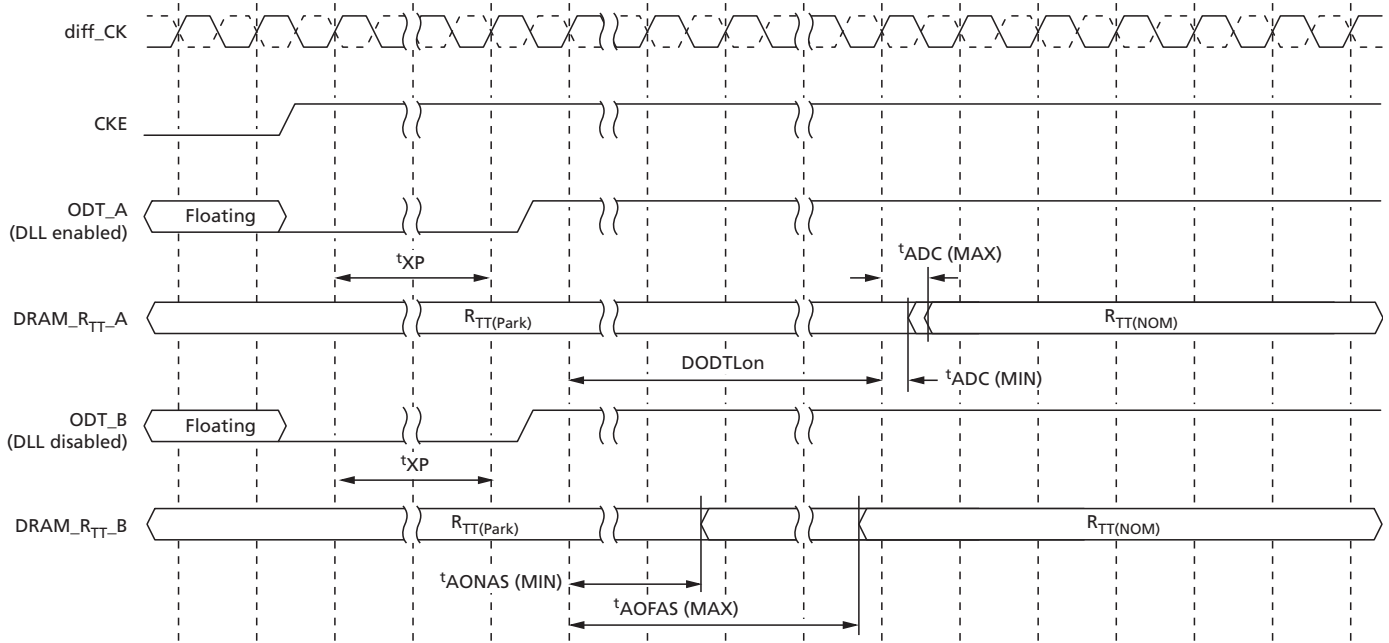 diff_CK
CKE
ODT_A
(DLL enabled)
Floating
tXP
tADC (MAX)
DRAM_RTT_A
RTT(Park)
RTT(NOM)
DODTLon
tADC (MIN)
ODT_B
(DLL disabled)
Floating
tXP
DRAM_RTT_B
RTT(Park)
RTT(NOM)
tAONAS (MIN)
tAOFAS (MAX)